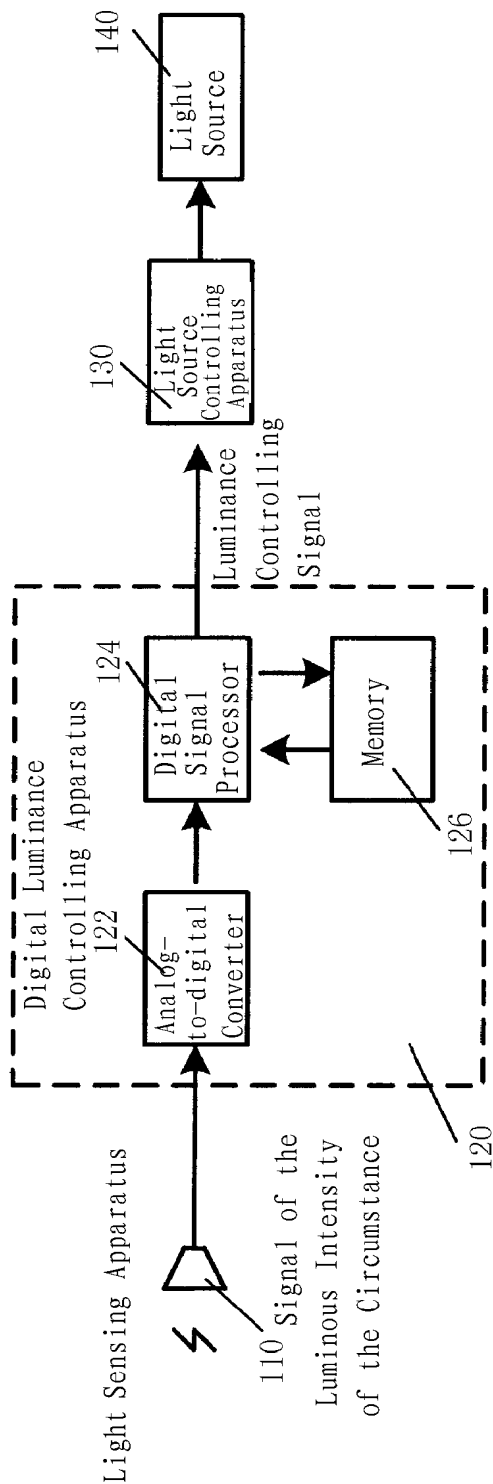 Light Sensing Apparatus
110
Signal of the
Luminous Intensity
of the Circumstance
Digital Luminance
Controlling Apparatus
122
Analog-
to-digital
Converter
124
Digital
Signal
Processor
Memory
126
120
Luminance
Controlling
Signal
130
Light
Source
Controlling
Apparatus
140
Light
Source